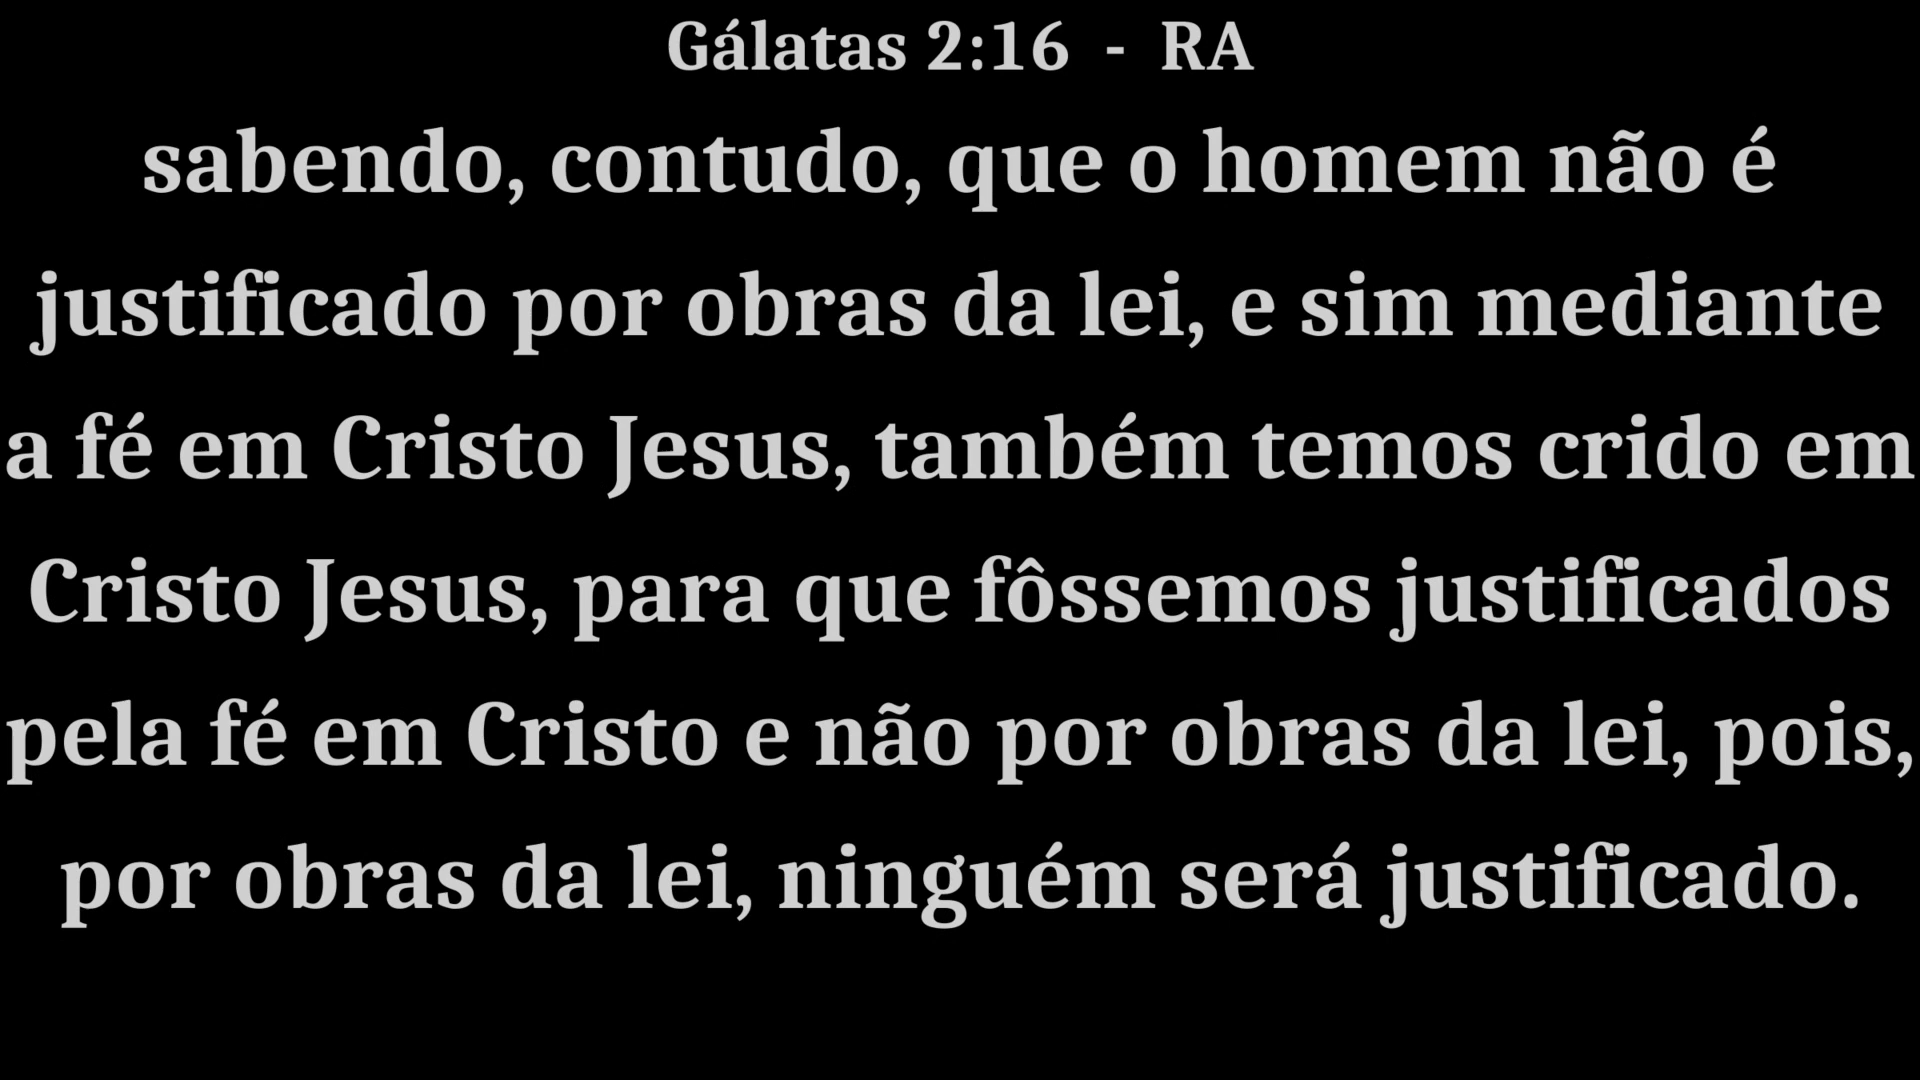 Gálatas 2:16 - RA
sabendo, contudo, que o homem não é
justificado por obras da lei, e sim mediante
a fé em Cristo Jesus, também temos crido em
Cristo Jesus, para que fôssemos justificados
pela fé em Cristo e não por obras da lei, pois,
por obras da lei, ninguém será justificado.